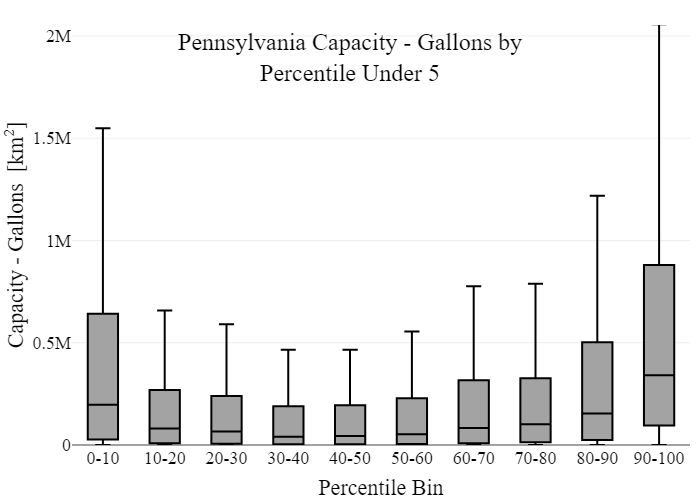 Pennsylvania Capacity - Gallons by
Percentile Under 5
Capacity - Gallons [km²]
2M
1.5M
1M
0.5M
0
0-10 10-20 20-30 30-40 40-50 50-60 60-70 70-80 80-90 90-100
Percentile Bin